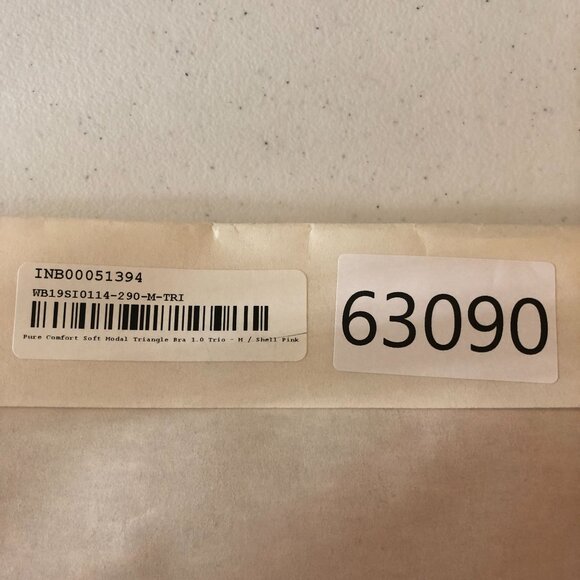 INB00051394
WB19SI0114-290-M-TRI
Pure Comfort Soft Modal Triangle Bra 1.0 Trio - M / Shell Pink
63090